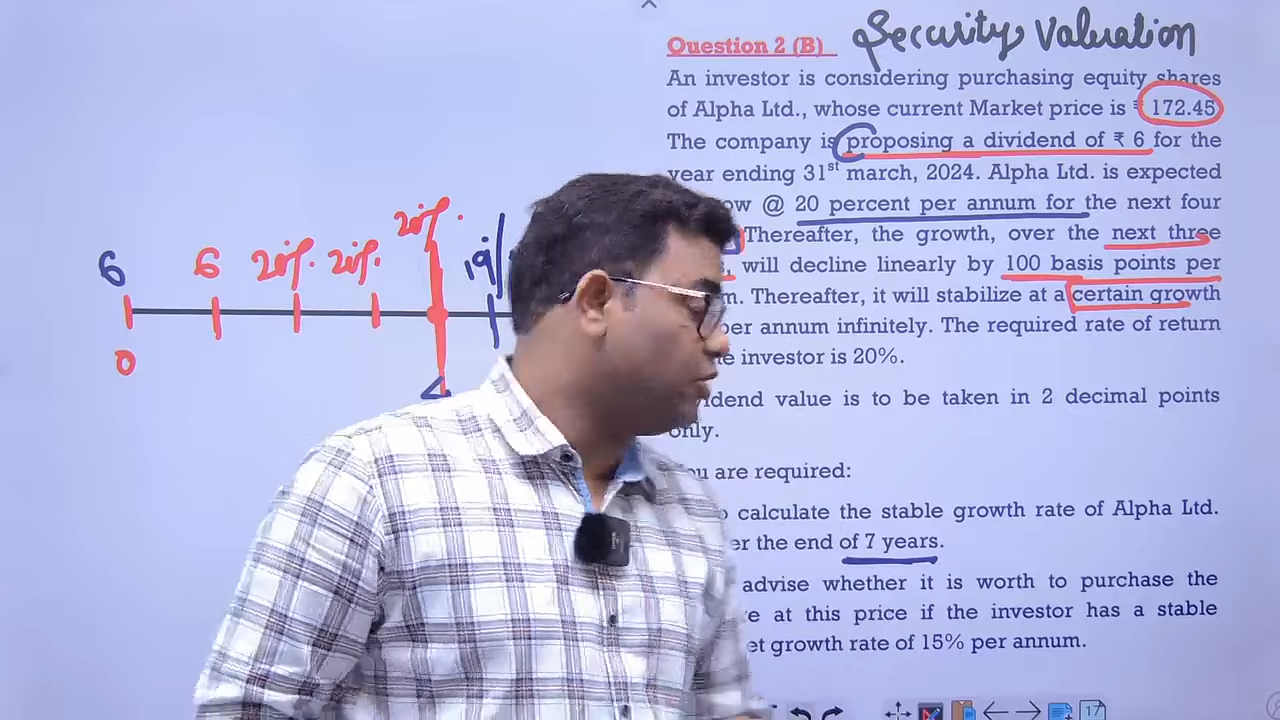 Question 2 (B) Security Valuation
An investor is considering purchasing equity shares
of Alpha Ltd., whose current Market price is ₹ 172.45
The company is proposing a dividend of ₹ 6 for the
year ending 31st march, 2024. Alpha Ltd. is expected
@ 20 percent per annum for the next four
Thereafter, the growth, over the next three
will decline linearly by 100 basis points per
Thereafter, it will stabilize at a certain growth
per annum infinitely. The required rate of return
investor is 20%.
value is to be taken in 2 decimal points
only.
are required:
calculate the stable growth rate of Alpha Ltd.
the end of 7 years.
advise whether it is worth to purchase the
at this price if the investor has a stable
growth rate of 15% per annum.
6 6 20% 20% 20% 19
0
17